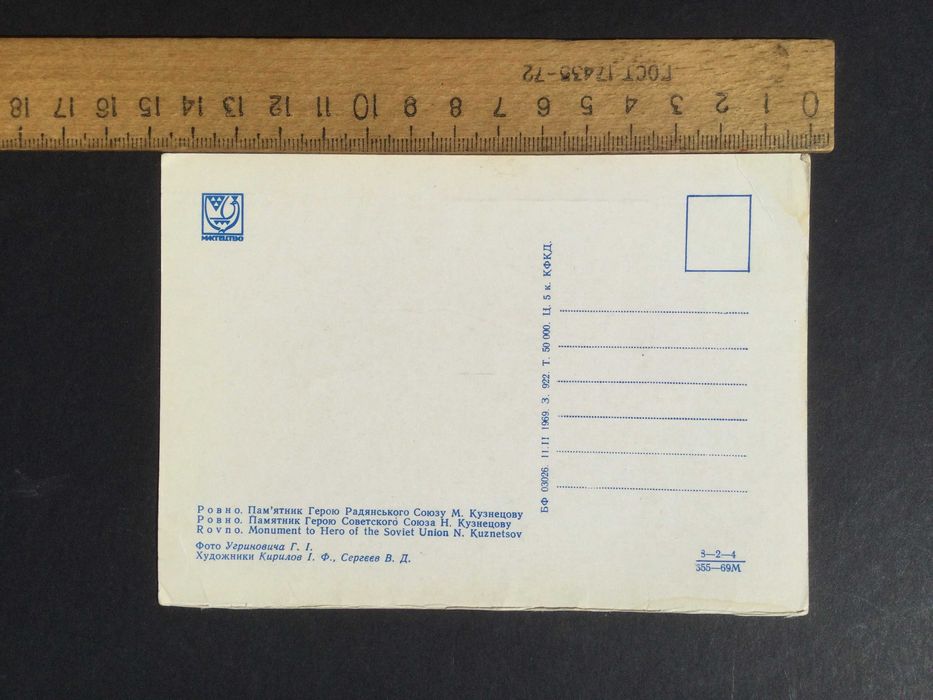 ГОСТ 17435-72
0 1 2 3 4 5 6 7 8 9 10 11 12 13 14 15 16 17 18
МИСТЕЦТВО
БФ 03026. 11.II 1969. З. 922. Т. 50 000. Ц. 5 к. КФКД.
Ровно. Пам'ятник Герою Радянського Союзу М. Кузнецову
Ровно. Памятник Герою Советского Союза Н. Кузнецову
Rovno. Monument to Hero of the Soviet Union N. Kuznetsov
Фото Угриновича Г. І.
Художники Кирилов І. Ф., Сергєєв В. Д.
8—2—4
355—69М